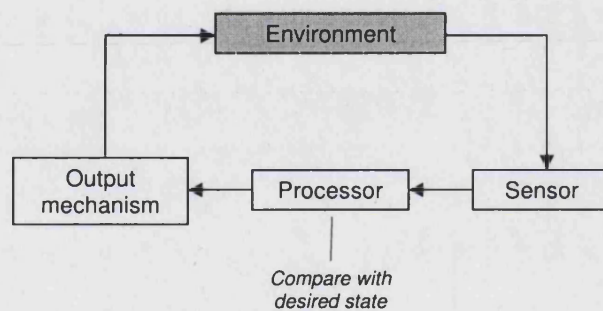 Environment
Output
mechanism
Processor
Sensor
Compare with
desired state